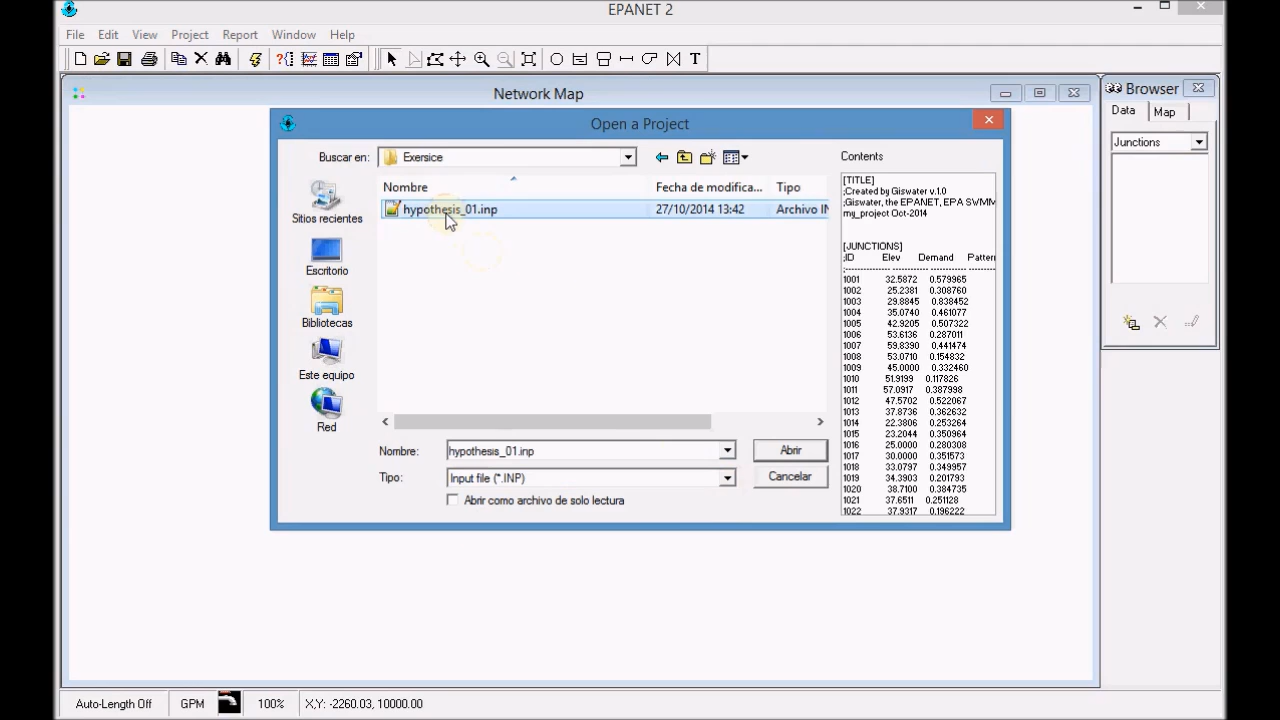 EPANET 2
File Edit View Project Report Window Help
Network Map
Browser
Data Map
Junctions
Open a Project
Buscar en: Exersice
Nombre Fecha de modifica... Tipo
hypothesis_01.inp 27/10/2014 13:42 Archivo IN
Sitios recientes
Escritorio
Bibliotecas
Este equipo
Red
Nombre: hypothesis_01.inp Abrir
Tipo: Input file (*.INP) Cancelar
Abrir como archivo de solo lectura
Contents
[TITLE]
;Created by Giswater v.1.0
;Giswater, the EPANET, EPA SWMM
my_project Oct-2014
[JUNCTIONS]
;ID Elev Demand Pattern
;--------------- ---------- ------------ ----------
1001 32.5872 0.579965
1002 25.2381 0.308760
1003 29.8845 0.838452
1004 35.0740 0.461077
1005 42.9205 0.507322
1006 53.6136 0.287011
1007 59.8390 0.441474
1008 53.0710 0.154832
1009 45.0000 0.332460
1010 51.9199 0.117826
1011 57.0917 0.387998
1012 47.5702 0.522067
1013 37.8736 0.362632
1014 22.3806 0.253264
1015 23.2044 0.350964
1016 25.0000 0.280308
1017 30.0000 0.351573
1018 33.0797 0.349957
1019 34.3903 0.201793
1020 38.7100 0.384735
1021 37.6511 0.251128
1022 37.9317 0.196222
Auto-Length Off GPM 100% X,Y: -2260.03, 10000.00